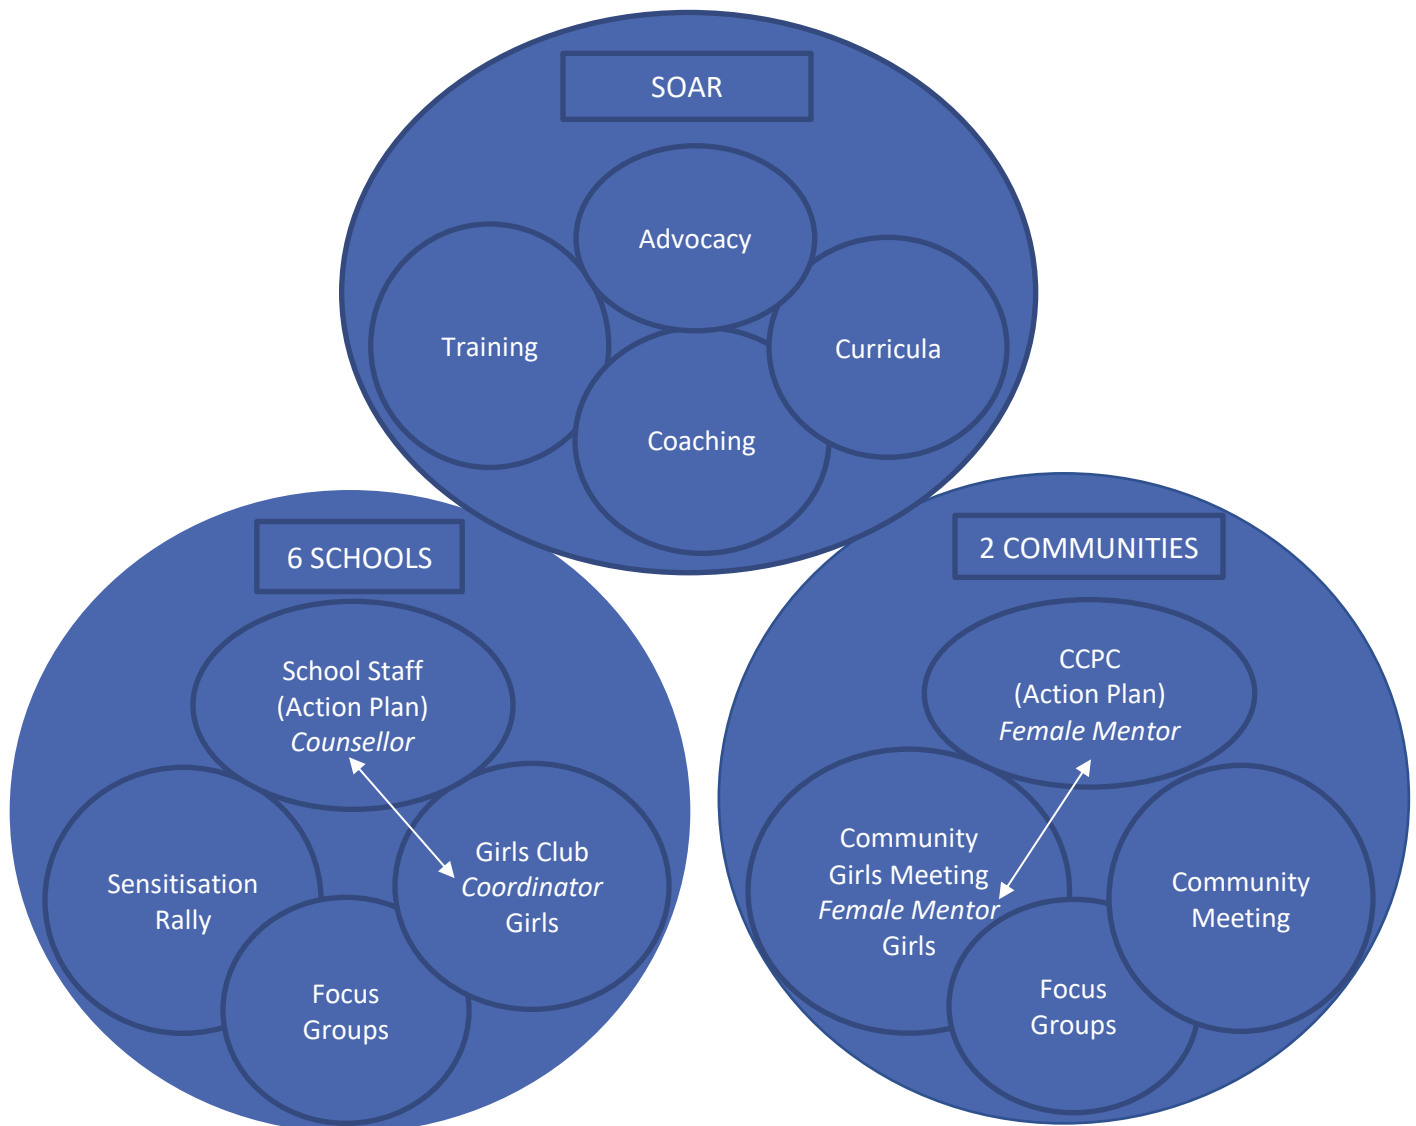 SOAR
Advocacy
Training
Curricula
Coaching
6 SCHOOLS
School Staff
(Action Plan)
Counsellor
Sensitisation
Rally
Girls Club
Coordinator
Girls
Focus
Groups
2 COMMUNITIES
CCPC
(Action Plan)
Female Mentor
Community
Girls Meeting
Female Mentor
Girls
Community
Meeting
Focus
Groups